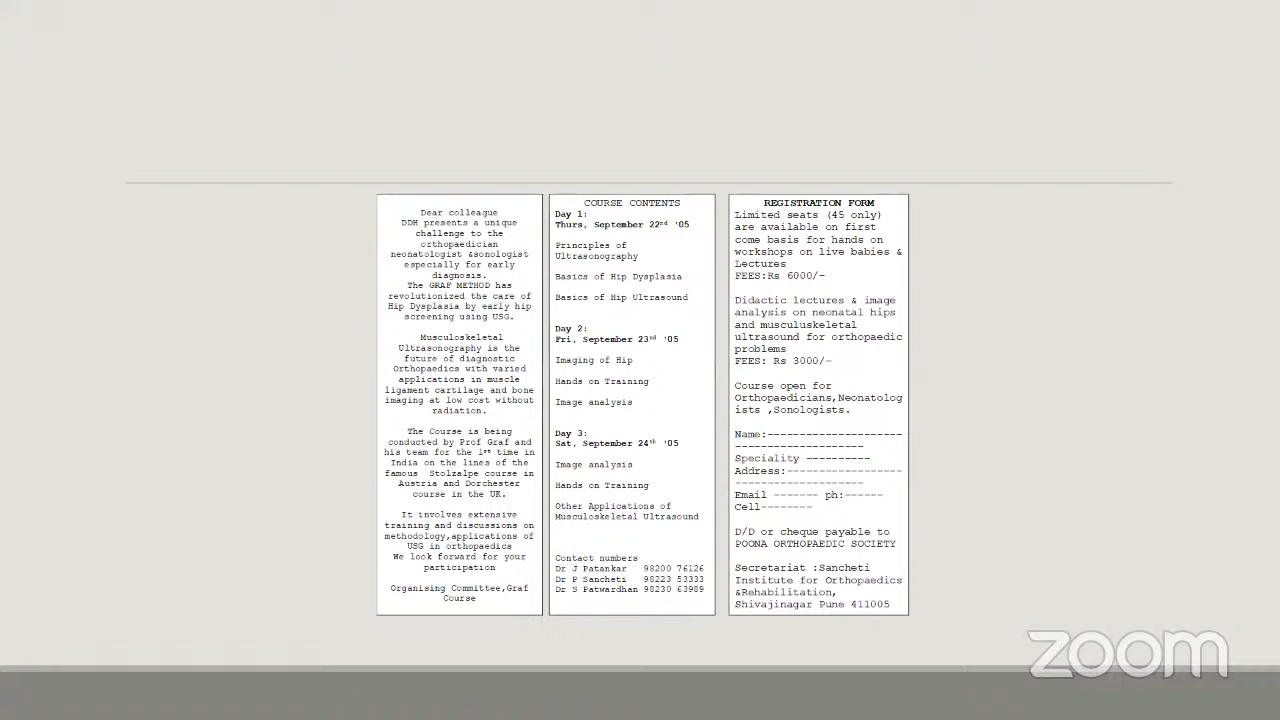 Dear colleague
DDH presents a unique
challenge to the
orthopaedician
neonatologist &sonologist
especially for early
diagnosis.
The GRAF METHOD has
revolutionized the care of
Hip Dysplasia by early hip
screening using USG.
Musculoskeletal
Ultrasonography is the
future of diagnostic
Orthopaedics with varied
applications in muscle
ligament cartilage and bone
imaging at low cost without
radiation.
The Course is being
conducted by Prof Graf and
his team for the 1st time in
India on the lines of the
famous Stolzalpe course in
Austria and Dorchester
course in the UK.
It involves extensive
training and discussions on
methodology,applications of
USG in orthopaedics
We look forward for your
participation
Organising Committee,Graf
Course
COURSE CONTENTS
Day 1:
Thurs, September 22nd '05
Principles of
Ultrasonography
Basics of Hip Dysplasia
Basics of Hip Ultrasound
Day 2:
Fri, September 23rd '05
Imaging of Hip
Hands on Training
Image analysis
Day 3:
Sat, September 24th '05
Image analysis
Hands on Training
Other Applications of
Musculoskeletal Ultrasound
Contact numbers
Dr J Patankar 98200 76126
Dr P Sancheti 98223 53333
Dr S Patwardhan 98230 63989
REGISTRATION FORM
Limited seats (45 only)
are available on first
come basis for hands on
workshops on live babies &
Lectures
FEES:Rs 6000/-
Didactic lectures & image
analysis on neonatal hips
and musculuskeletal
ultrasound for orthopaedic
problems
FEES: Rs 3000/-
Course open for
Orthopaedicians,Neonatolog
ists ,Sonologists.
Name:---------------------
--------------------
Speciality ----------
Address:------------------
--------------------
Email ------- ph:------
Cell--------
D/D or cheque payable to
POONA ORTHOPAEDIC SOCIETY
Secretariat :Sancheti
Institute for Orthopaedics
&Rehabilitation,
Shivajinagar Pune 411005
zoom